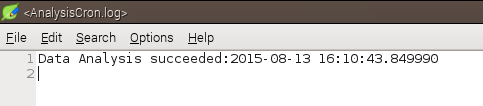 <AnalysisCron.log>
File Edit Search Options Help
1 Data Analysis succeeded:2015-08-13 16:10:43.849990
2